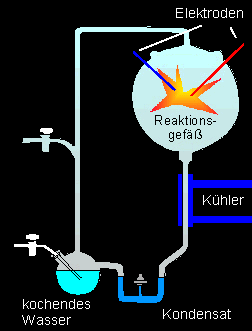 Elektroden
Reaktions-
gefäß
Kühler
kochendes
Wasser
Kondensat